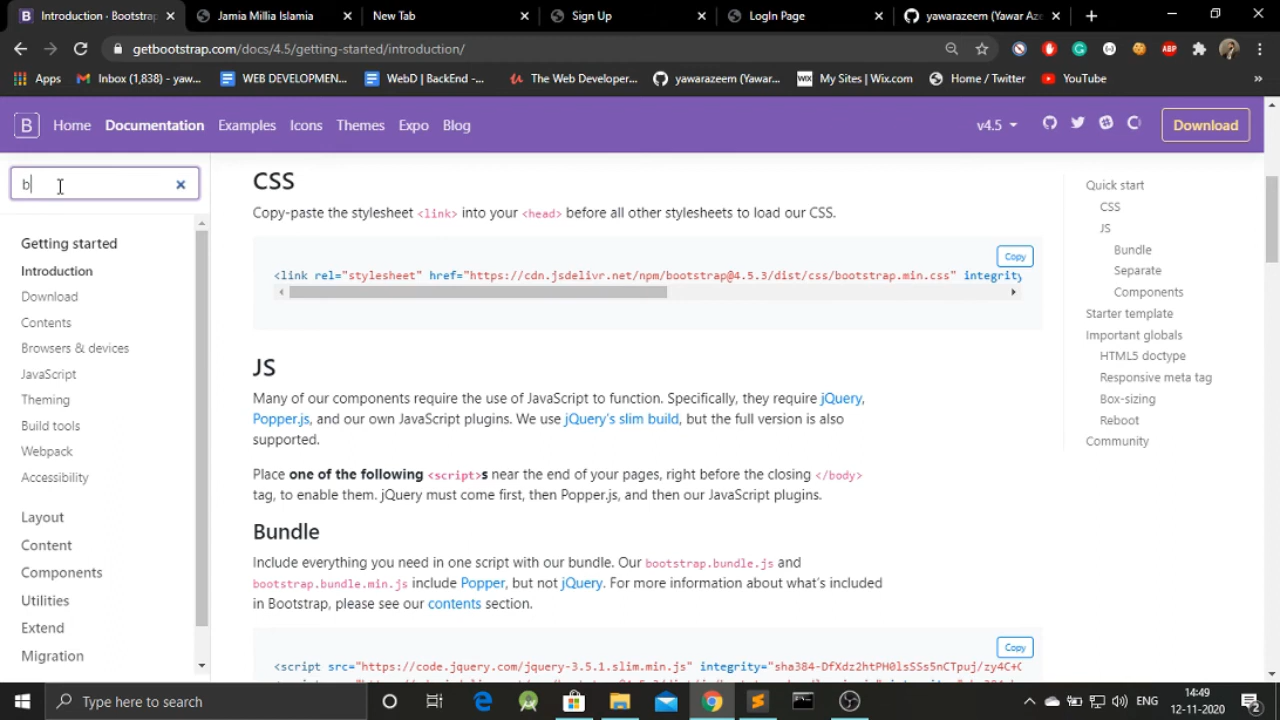 B Introduction · Bootstrap
Jamia Millia Islamia
New Tab
Sign Up
LogIn Page
yawarazeem (Yawar Aze
getbootstrap.com/docs/4.5/getting-started/introduction/
Apps
Inbox (1,838) - yaw...
WEB DEVELOPMEN...
WebD | BackEnd -...
The Web Developer...
yawarazeem (Yawar...
WIX
My Sites | Wix.com
Home / Twitter
YouTube
»
B
Home
Documentation
Examples
Icons
Themes
Expo
Blog
v4.5
Download
b
Getting started
Introduction
Download
Contents
Browsers & devices
JavaScript
Theming
Build tools
Webpack
Accessibility
Layout
Content
Components
Utilities
Extend
Migration
CSS
Copy-paste the stylesheet <link> into your <head> before all other stylesheets to load our CSS.
Copy
<link rel="stylesheet" href="https://cdn.jsdelivr.net/npm/bootstrap@4.5.3/dist/css/bootstrap.min.css" integrity
JS
Many of our components require the use of JavaScript to function. Specifically, they require jQuery,
Popper.js, and our own JavaScript plugins. We use jQuery's slim build, but the full version is also
supported.
Place one of the following <script>s near the end of your pages, right before the closing </body>
tag, to enable them. jQuery must come first, then Popper.js, and then our JavaScript plugins.
Bundle
Include everything you need in one script with our bundle. Our bootstrap.bundle.js and
bootstrap.bundle.min.js include Popper, but not jQuery. For more information about what's included
in Bootstrap, please see our contents section.
Copy
<script src="https://code.jquery.com/jquery-3.5.1.slim.min.js" integrity="sha384-DfXdz2htPH0lsSSs5nCTpuj/zy4C+O
Quick start
CSS
JS
Bundle
Separate
Components
Starter template
Important globals
HTML5 doctype
Responsive meta tag
Box-sizing
Reboot
Community
Type here to search
ENG
14:49
12-11-2020
2